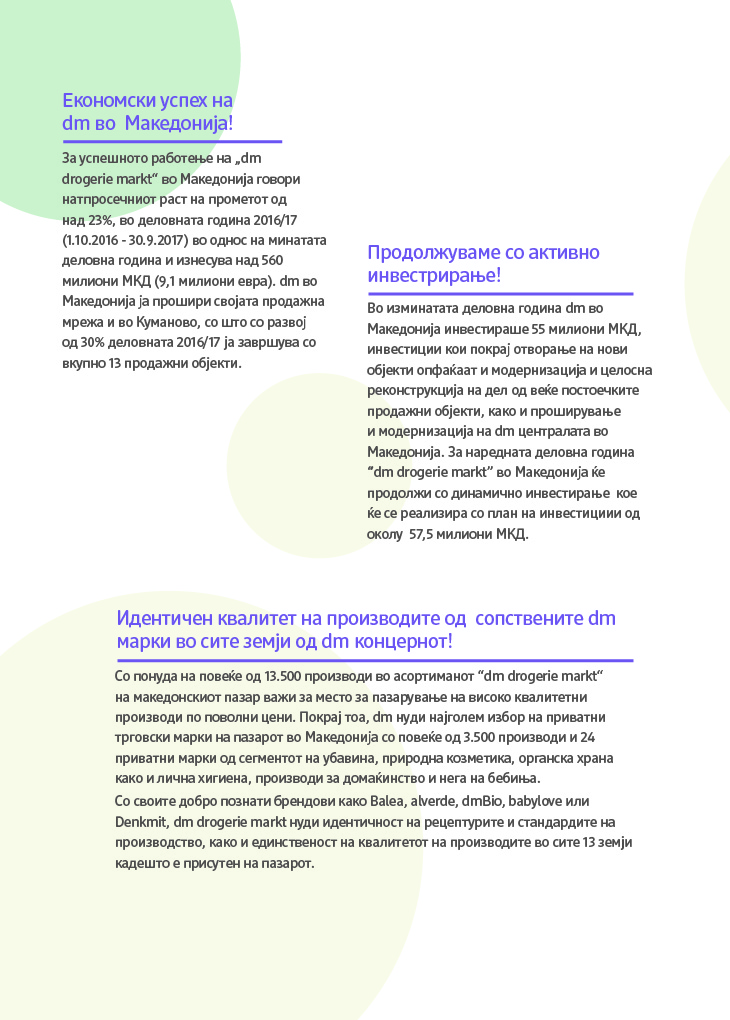 Економски успех на
dm во  Македонија!
За успешното работење на „dm
drogerie markt“ во Македонија говори
натпросечниот раст на прометот од
над 23%, во деловната година 2016/17
(1.10.2016 - 30.9.2017) во однос на минатата
деловна година и изнесува над 560
милиони МКД (9,1 милиони евра). dm во
Македонија ја прошири својата продажна
мрежа и во Куманово, со што со развој
од 30% деловната 2016/17 ја завршува со
вкупно 13 продажни објекти.
Продолжуваме со активно
инвестрирање!
Во изминатата деловна година dm во
Македонија инвестираше 55 милиони МКД,
инвестиции кои покрај отворање на нови
објекти опфаќаат и модернизација и целосна
реконструкција на дел од веќе постоечките
продажни објекти, како и проширување
и модернизација на dm централата во
Македонија. За наредната деловна година
“dm drogerie markt” во Македонија ќе
продолжи со динамично инвестирање  кое
ќе се реализира со план на инвестициии од
околу  57,5 милиони МКД.
Идентичен квалитет на производите од  сопствените dm
марки во сите земји од dm концернот!
Со понуда на повеќе од 13.500 производи во асортиманот “dm drogerie markt“
на македонскиот пазар важи за место за пазарување на високо квалитетни
производи по поволни цени. Покрај тоа, dm нуди најголем избор на приватни
трговски марки на пазарот во Македонија со повеќе од 3.500 производи и 24
приватни марки од сегментот на убавина, природна козметика, органска храна
како и лична хигиена, производи за домаќинство и нега на бебиња.
Со своите добро познати брендови како Balea, alverde, dmBio, babylove или
Denkmit, dm drogerie markt нуди идентичност на рецептурите и стандардите на
производство, како и единственост на квалитетот на производите во сите 13 земји
кадешто е присутен на пазарот.